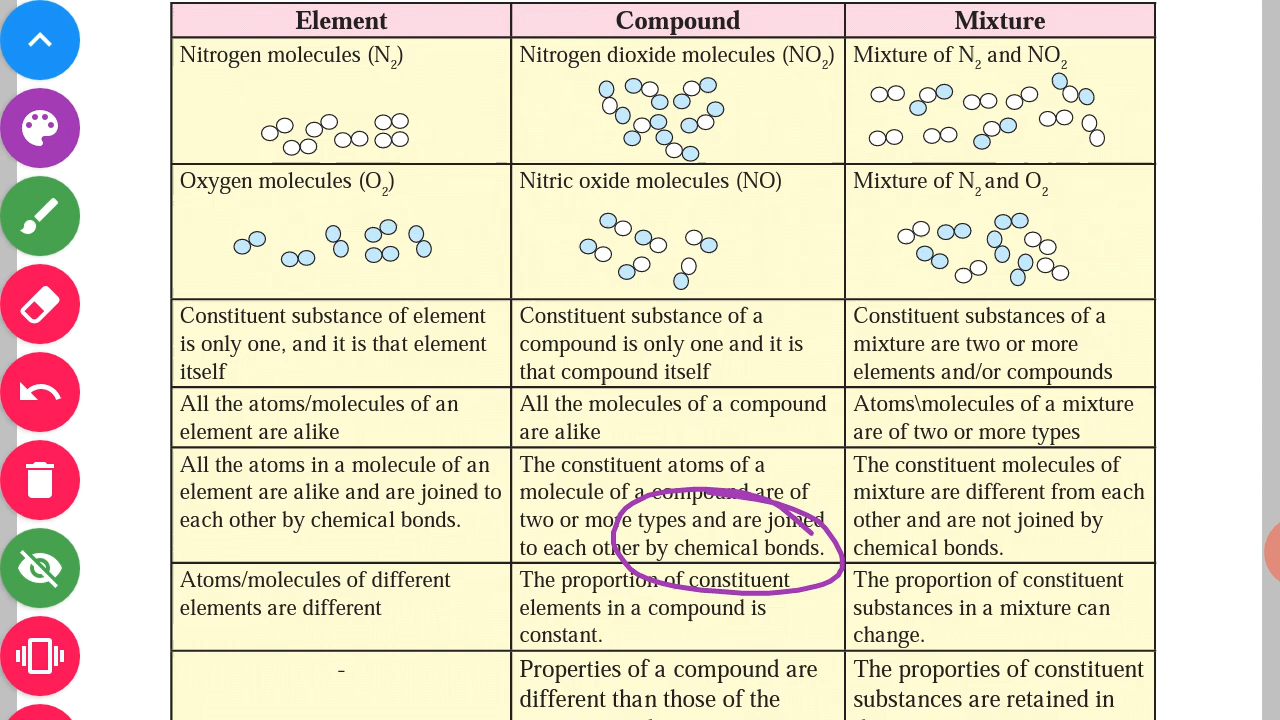 Element Compound Mixture
Nitrogen molecules (N₂)
Nitrogen dioxide molecules (NO₂)
Mixture of N₂ and NO₂
Oxygen molecules (O₂)
Nitric oxide molecules (NO)
Mixture of N₂ and O₂
Constituent substance of element
is only one, and it is that element
itself
Constituent substance of a
compound is only one and it is
that compound itself
Constituent substances of a
mixture are two or more
elements and/or compounds
All the atoms/molecules of an
element are alike
All the molecules of a compound
are alike
Atoms\molecules of a mixture
are of two or more types
All the atoms in a molecule of an
element are alike and are joined to
each other by chemical bonds.
The constituent atoms of a
molecule of a compound are of
two or more types and are joined
to each other by chemical bonds.
The constituent molecules of
mixture are different from each
other and are not joined by
chemical bonds.
Atoms/molecules of different
elements are different
The proportion of constituent
elements in a compound is
constant.
The proportion of constituent
substances in a mixture can
change.
-
Properties of a compound are
different than those of the
The proporties of constituent
substances are retained in